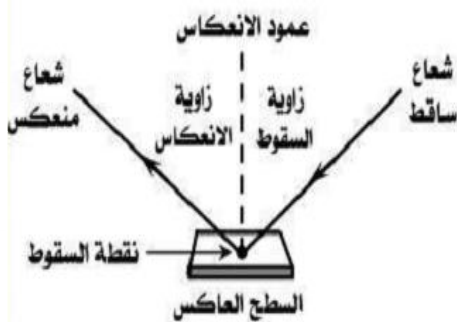 عمود الانعكاس
شعاع
ساقط
زاوية
السقوط
زاوية
الانعكاس
شعاع
منعكس
نقطة السقوط
السطح العاكس